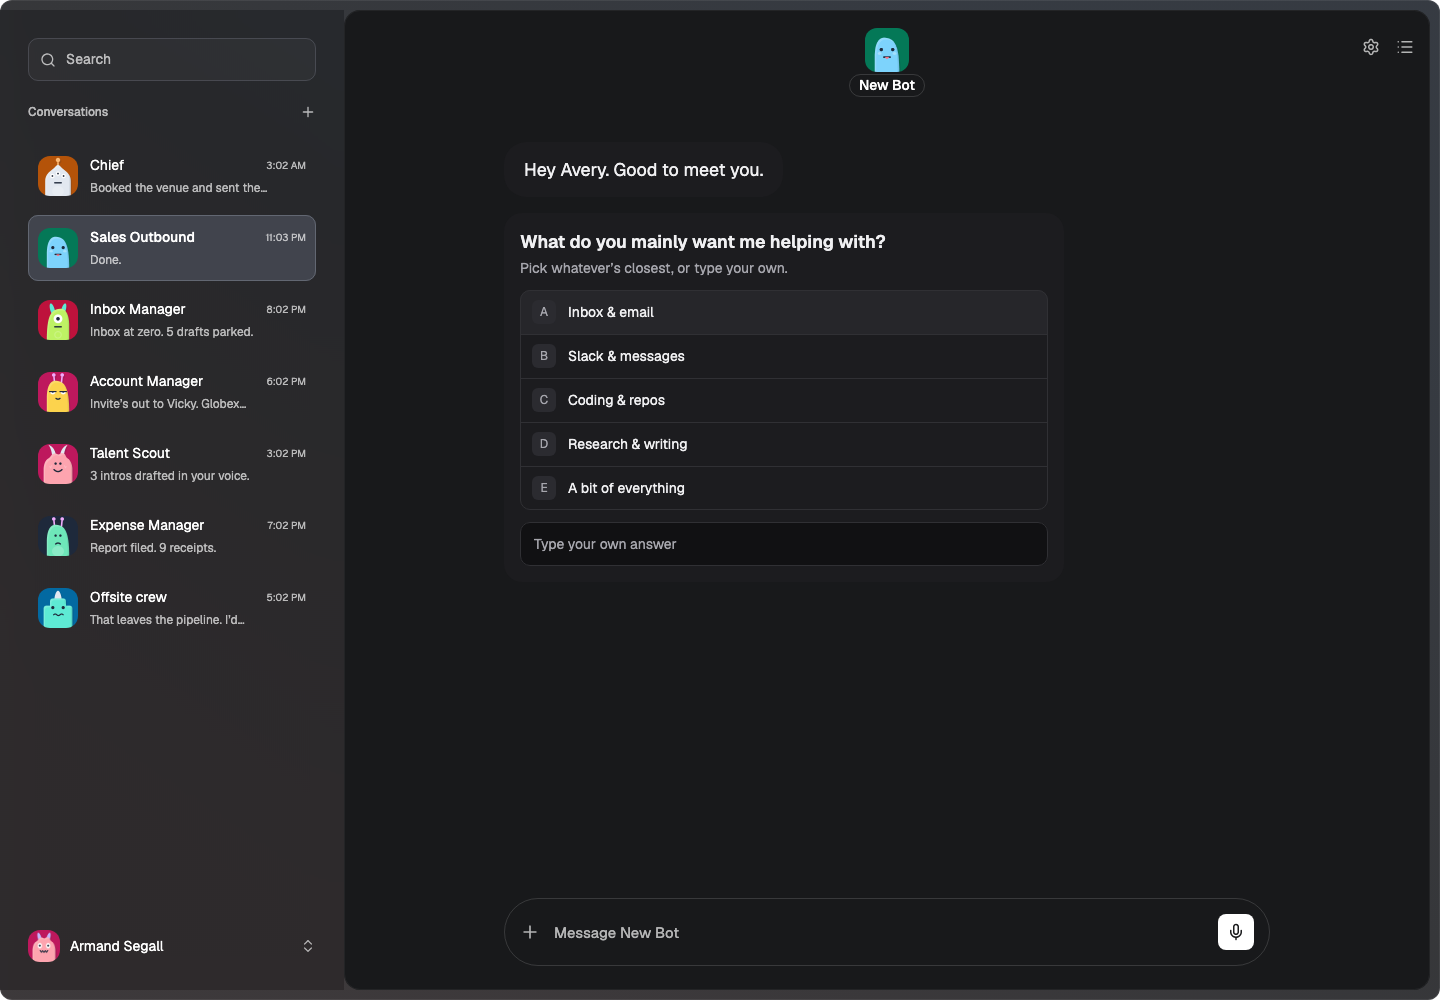 Search
Conversations
Chief
3:02 AM
Booked the venue and sent the…
Sales Outbound
11:03 PM
Done.
Inbox Manager
8:02 PM
Inbox at zero. 5 drafts parked.
Account Manager
6:02 PM
Invite's out to Vicky. Globex…
Talent Scout
3:02 PM
3 intros drafted in your voice.
Expense Manager
7:02 PM
Report filed. 9 receipts.
Offsite crew
5:02 PM
That leaves the pipeline. I'd…
Armand Segall
New Bot
Hey Avery. Good to meet you.
What do you mainly want me helping with?
Pick whatever's closest, or type your own.
A Inbox & email
B Slack & messages
C Coding & repos
D Research & writing
E A bit of everything
Type your own answer
Message New Bot